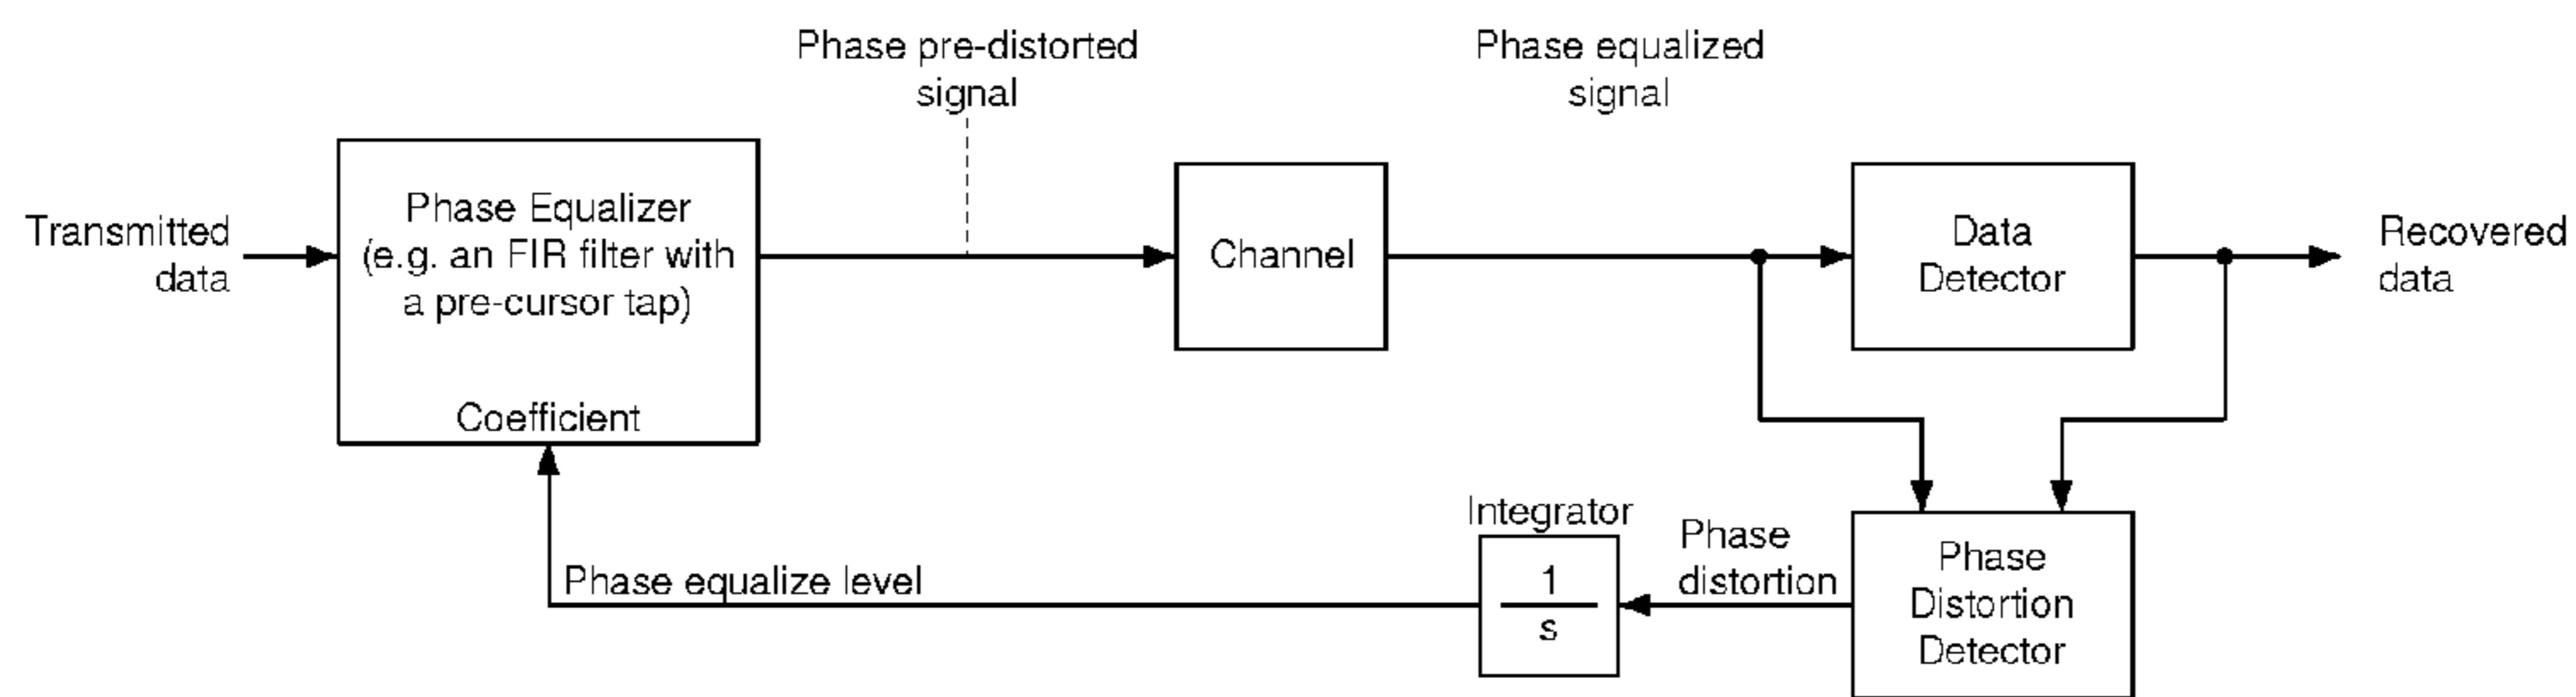 Phase pre-distorted
signal
Phase equalized
signal
Transmitted
data
Phase Equalizer
(e.g. an FIR filter with
a pre-cursor tap)
Coefficient
Channel
Data
Detector
Recovered
data
Phase equalize level
Integrator
1
s
Phase
distortion
Phase
Distortion
Detector